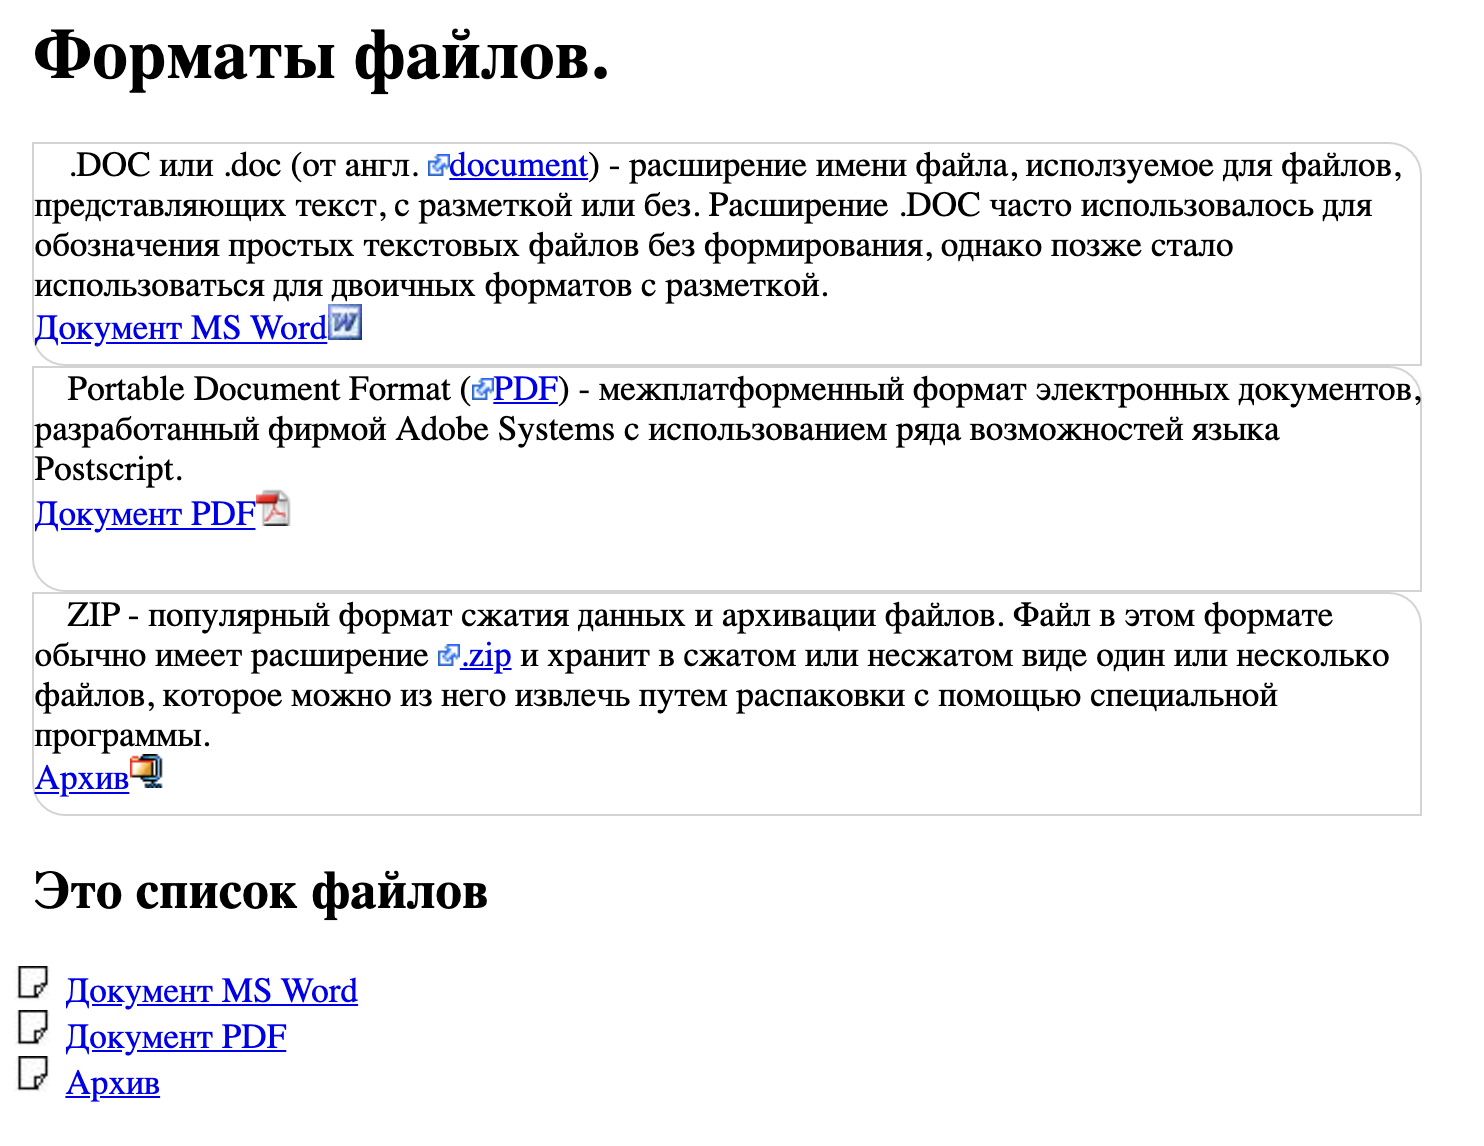 Форматы файлов.
.DOC или .doc (от англ. document) - расширение имени файла, исползуемое для файлов,
представляющих текст, с разметкой или без. Расширение .DOC часто использовалось для
обозначения простых текстовых файлов без формирования, однако позже стало
использоваться для двоичных форматов с разметкой.
Документ MS Word
Portable Document Format (PDF) - межплатформенный формат электронных документов,
разработанный фирмой Adobe Systems с использованием ряда возможностей языка
Postscript.
Документ PDF
ZIP - популярный формат сжатия данных и архивации файлов. Файл в этом формате
обычно имеет расширение .zip и хранит в сжатом или несжатом виде один или несколько
файлов, которое можно из него извлечь путем распаковки с помощью специальной
программы.
Архив
Это список файлов
Документ MS Word
Документ PDF
Архив